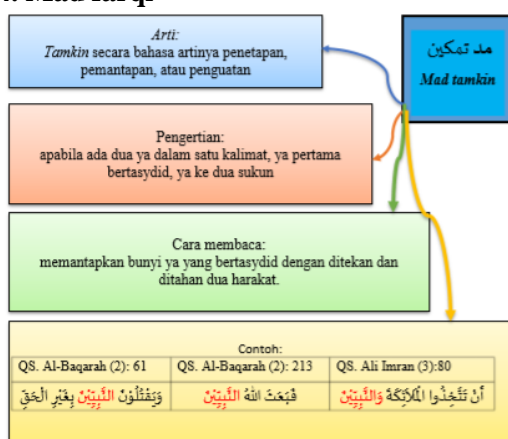 مد تمكين
Mad tamkin
Arti:
Tamkin secara bahasa artinya penetapan,
pemantapan, atau penguatan
Pengertian:
apabila ada dua ya dalam satu kalimat, ya pertama
bertasydid, ya ke dua sukun
Cara membaca:
memantapkan bunyi ya yang bertasydid dengan ditekan dan
ditahan dua harakat.
Contoh:
QS. Al-Baqarah (2): 61
QS. Al-Baqarah (2): 213
QS. Ali Imran (3):80
وَيَقْتُلُوْنَ النَّبِيّٖنَ بِغَيْرِ الْحَقِّ
فَبَعَثَ اللّٰهُ النَّبِيّٖنَ
اَنْ تَتَّخِذُوا الْمَلٰۤىِٕكَةَ وَالنَّبِيّٖنَ